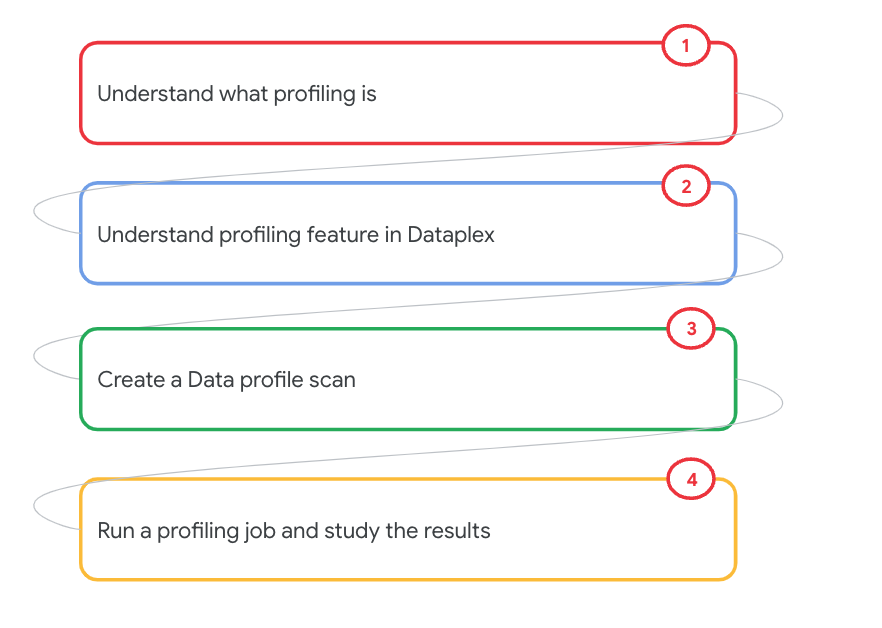 1
Understand what profiling is
2
Understand profiling feature in Dataplex
3
Create a Data profile scan
4
Run a profiling job and study the results